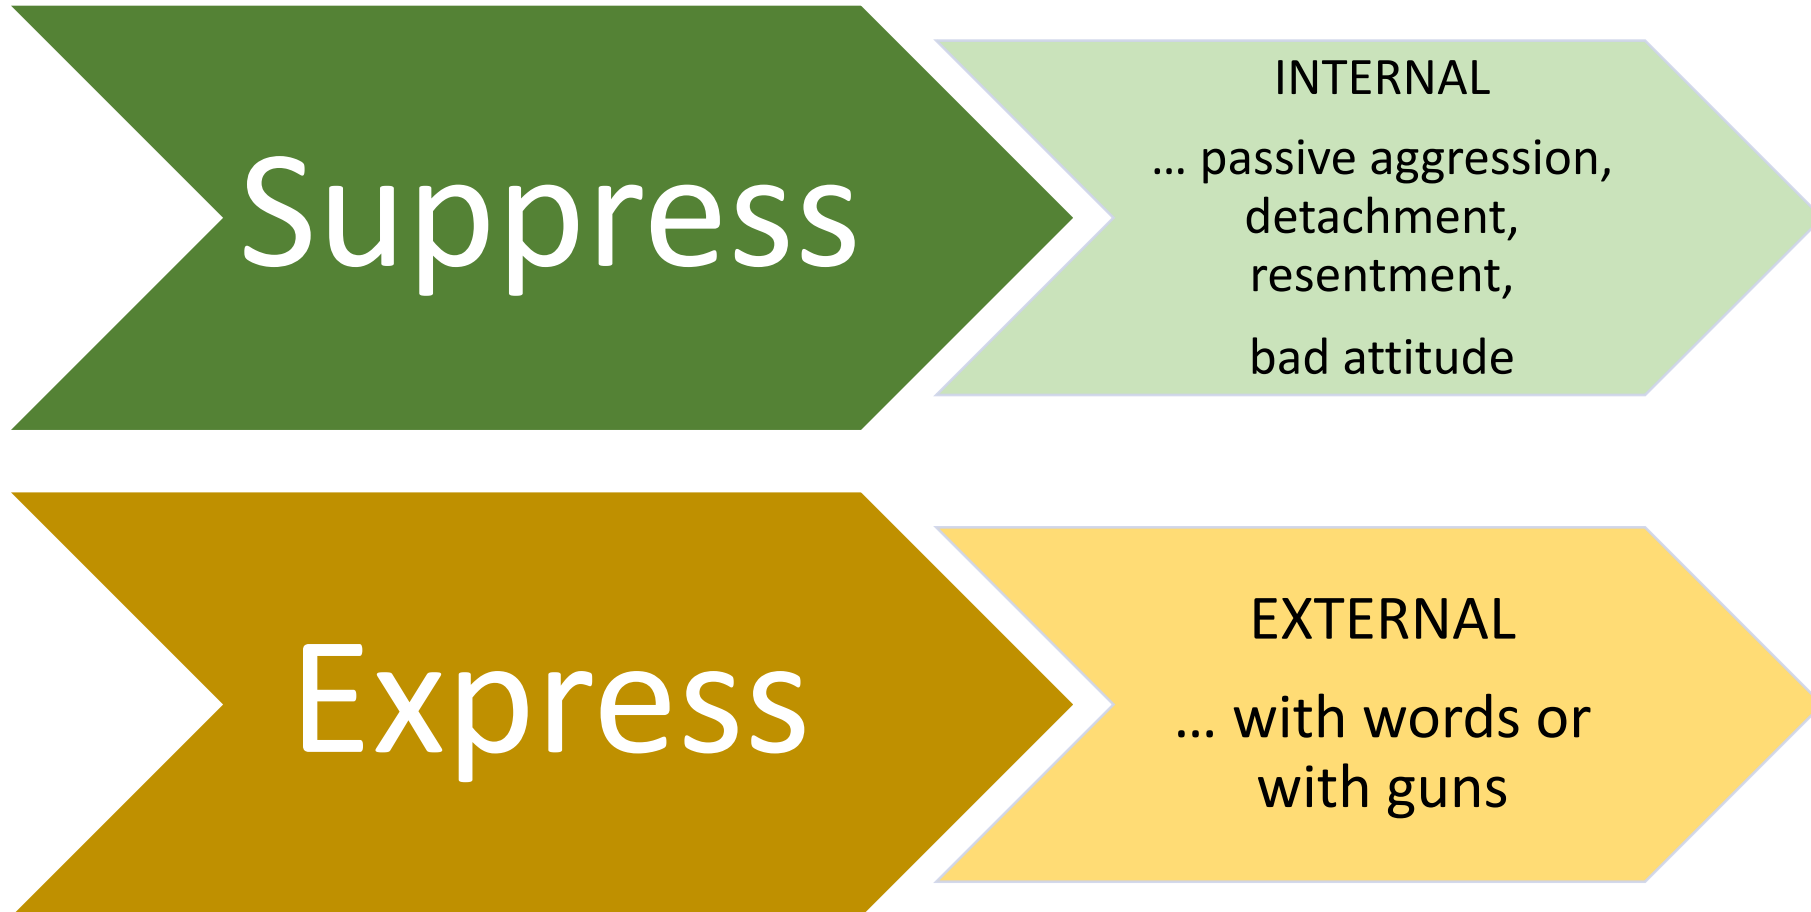 Suppress
INTERNAL
... passive aggression,
detachment,
resentment,
bad attitude
Express
EXTERNAL
... with words or
with guns